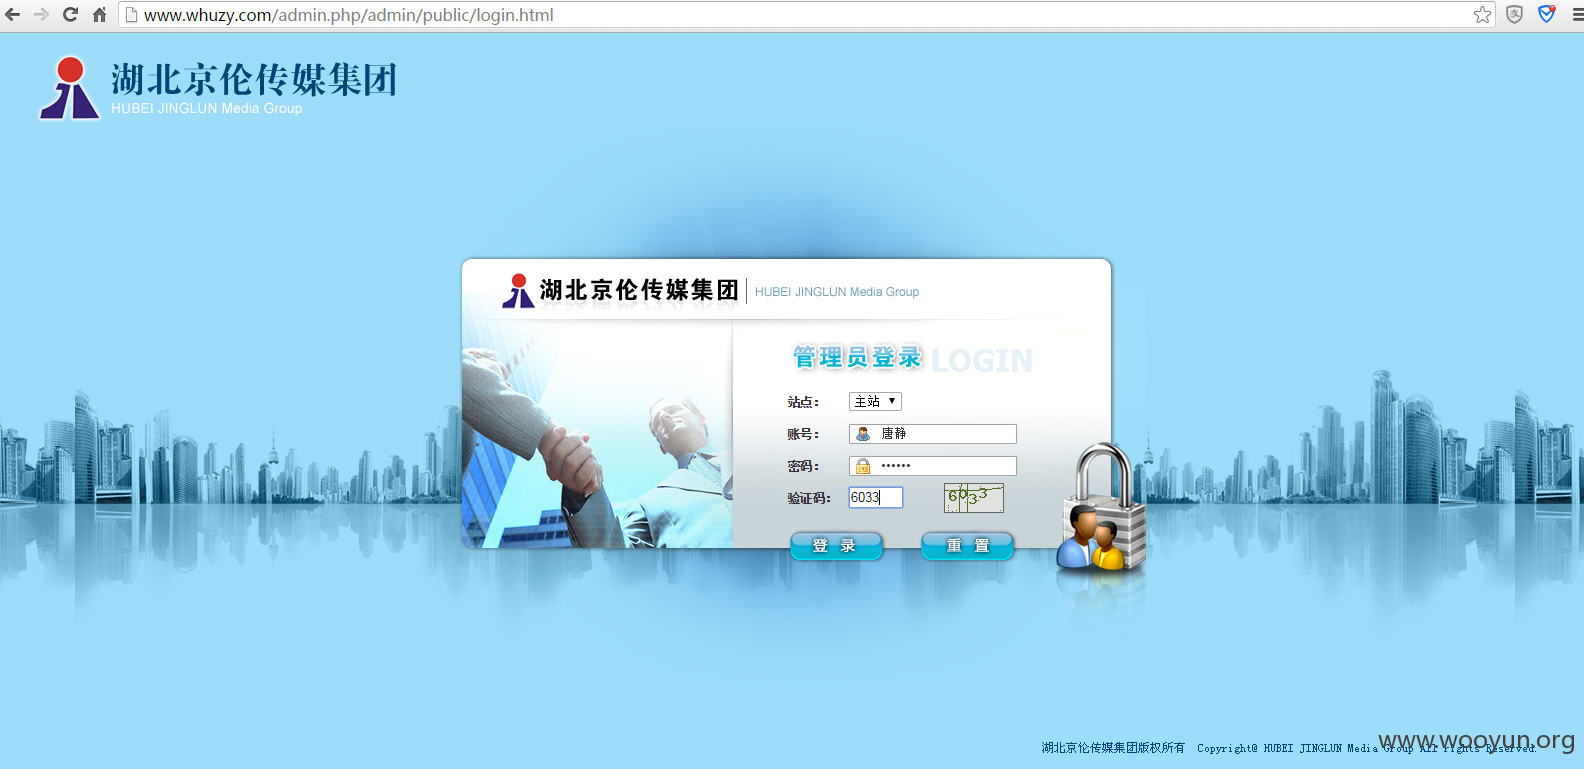 www.whuzy.com/admin.php/admin/public/login.html
湖北京伦传媒集团
HUBEI JINGLUN Media Group
湖北京伦传媒集团 HUBEI JINGLUN Media Group
管理员登录 LOGIN
站点： 主站
账号： 唐静
密码： ••••••
验证码： 6033 6033
登 录 重 置
www.wooyun.org
湖北京伦传媒集团版权所有 Copyright@ HUBEI JINGLUN Media Group All rights Reserved.